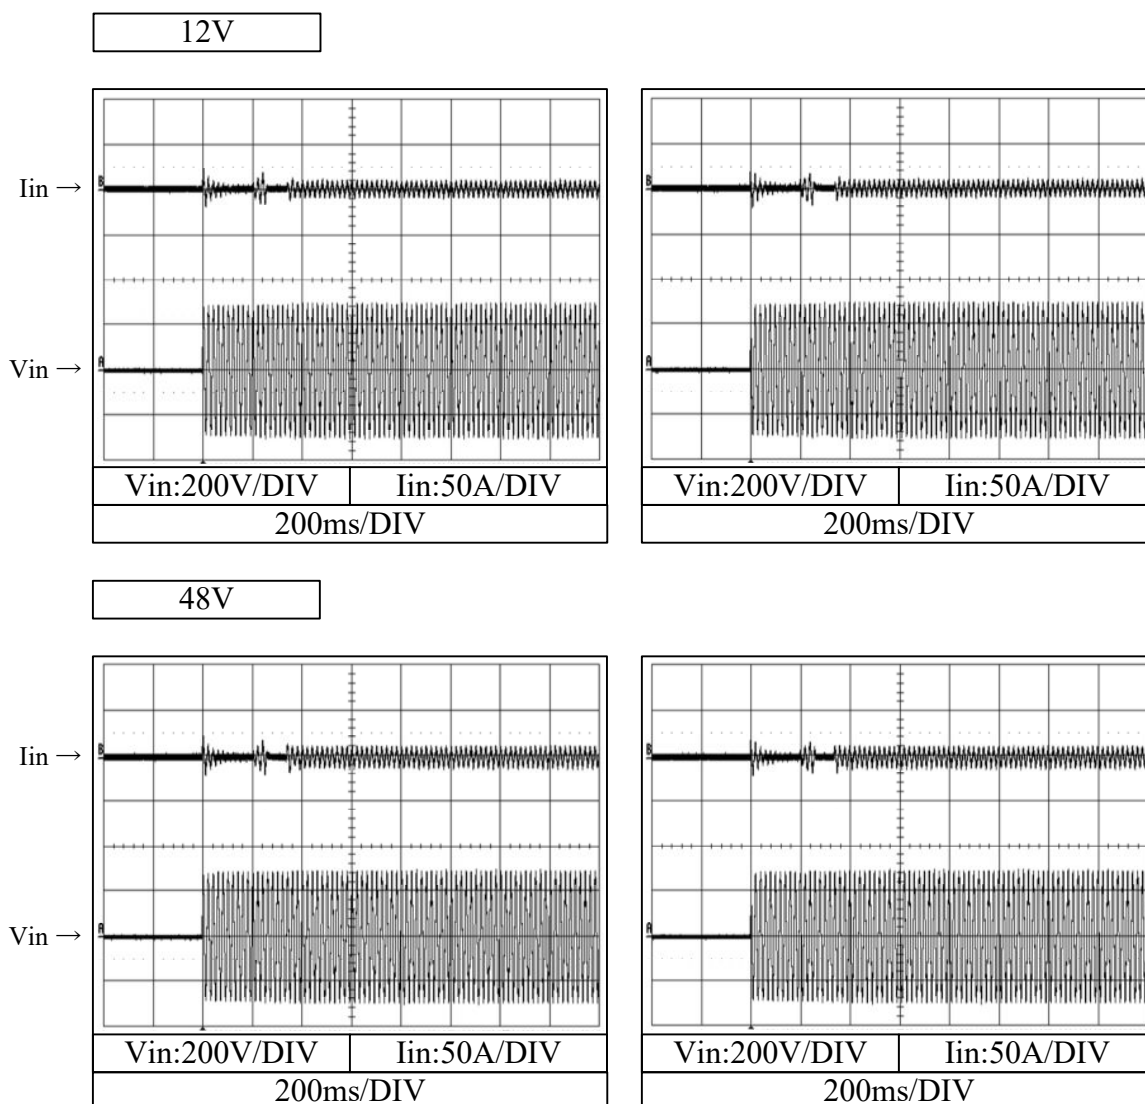 12V
Iin →
B
B
Vin →
A
A
Vin:200V/DIV Iin:50A/DIV
Vin:200V/DIV Iin:50A/DIV
200ms/DIV
200ms/DIV
48V
Iin →
B
B
Vin →
A
A
Vin:200V/DIV Iin:50A/DIV
Vin:200V/DIV Iin:50A/DIV
200ms/DIV
200ms/DIV